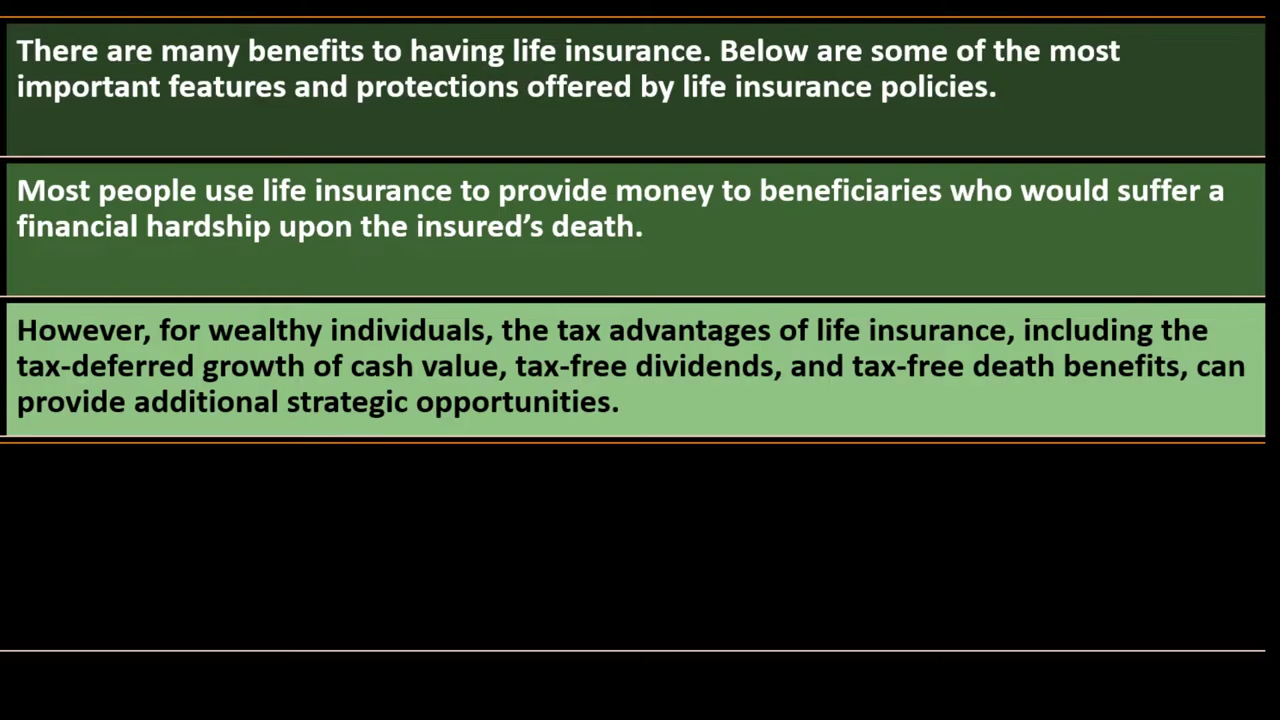 There are many benefits to having life insurance. Below are some of the most
important features and protections offered by life insurance policies.
Most people use life insurance to provide money to beneficiaries who would suffer a
financial hardship upon the insured’s death.
However, for wealthy individuals, the tax advantages of life insurance, including the
tax-deferred growth of cash value, tax-free dividends, and tax-free death benefits, can
provide additional strategic opportunities.